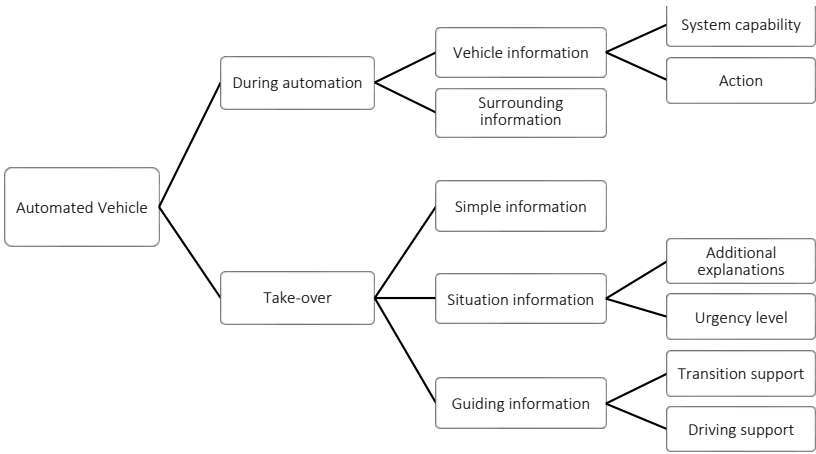 System capability
Vehicle information
Action
During automation
Surrounding
information
Automated Vehicle
Simple information
Take-over
Additional
explanations
Situation information
Urgency level
Transition support
Guiding information
Driving support